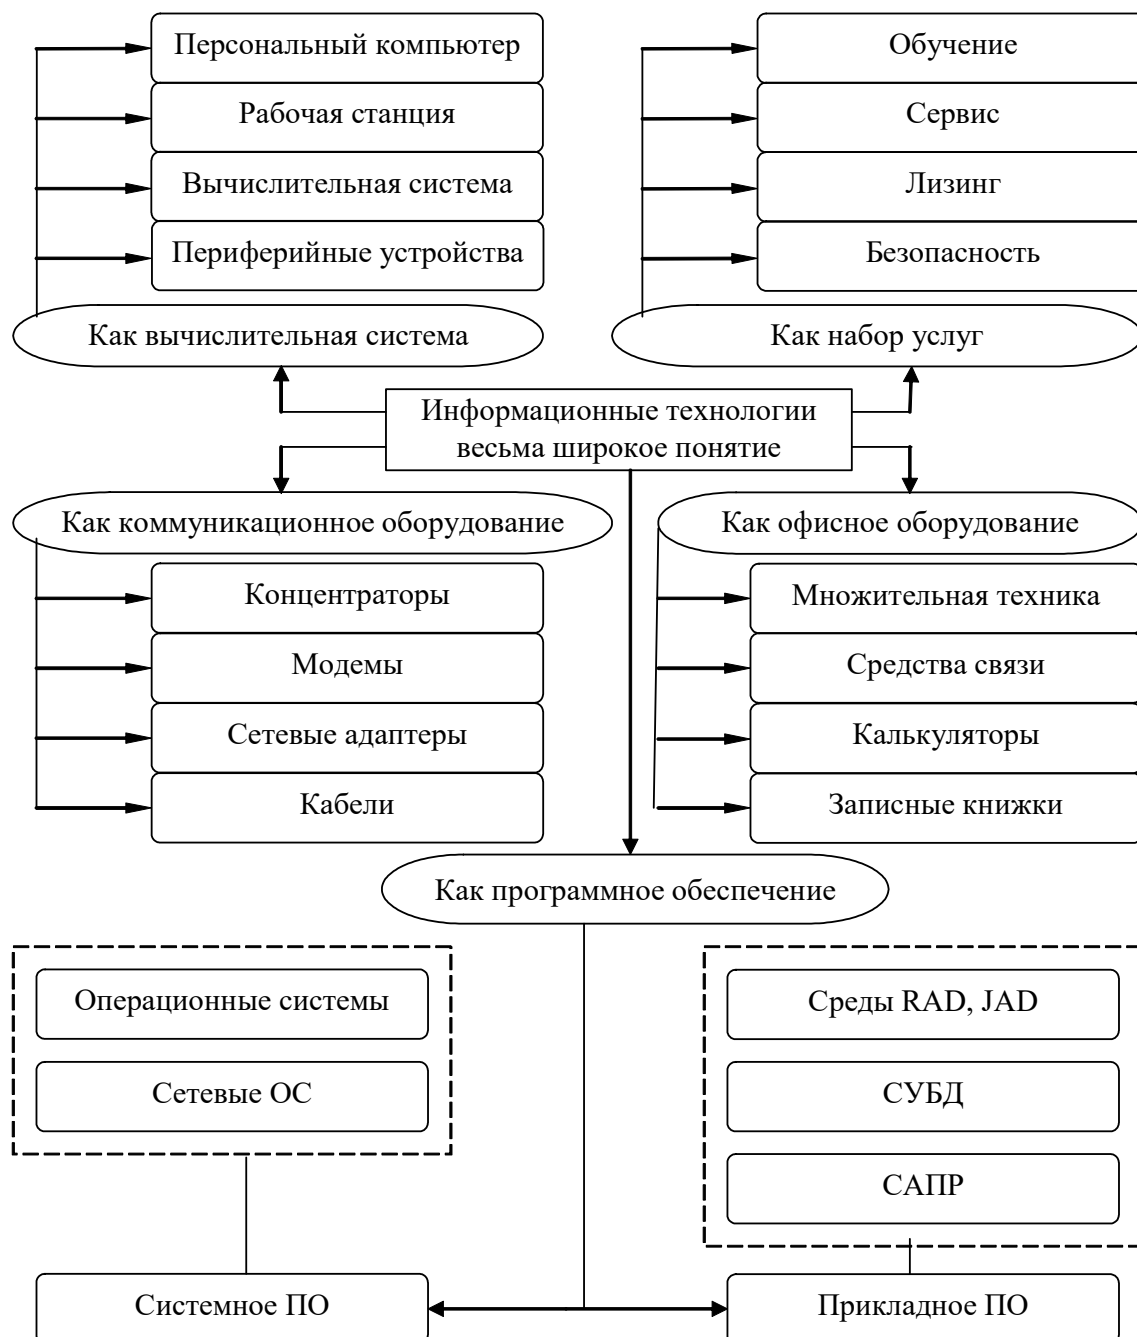 Персональный компьютер
Рабочая станция
Вычислительная система
Периферийные устройства
Как вычислительная система
Обучение
Сервис
Лизинг
Безопасность
Как набор услуг
Информационные технологии
весьма широкое понятие
Как коммуникационное оборудование
Концентраторы
Модемы
Сетевые адаптеры
Кабели
Как офисное оборудование
Множительная техника
Средства связи
Калькуляторы
Записные книжки
Как программное обеспечение
Операционные системы
Сетевые ОС
Системное ПО
Среды RAD, JAD
СУБД
САПР
Прикладное ПО